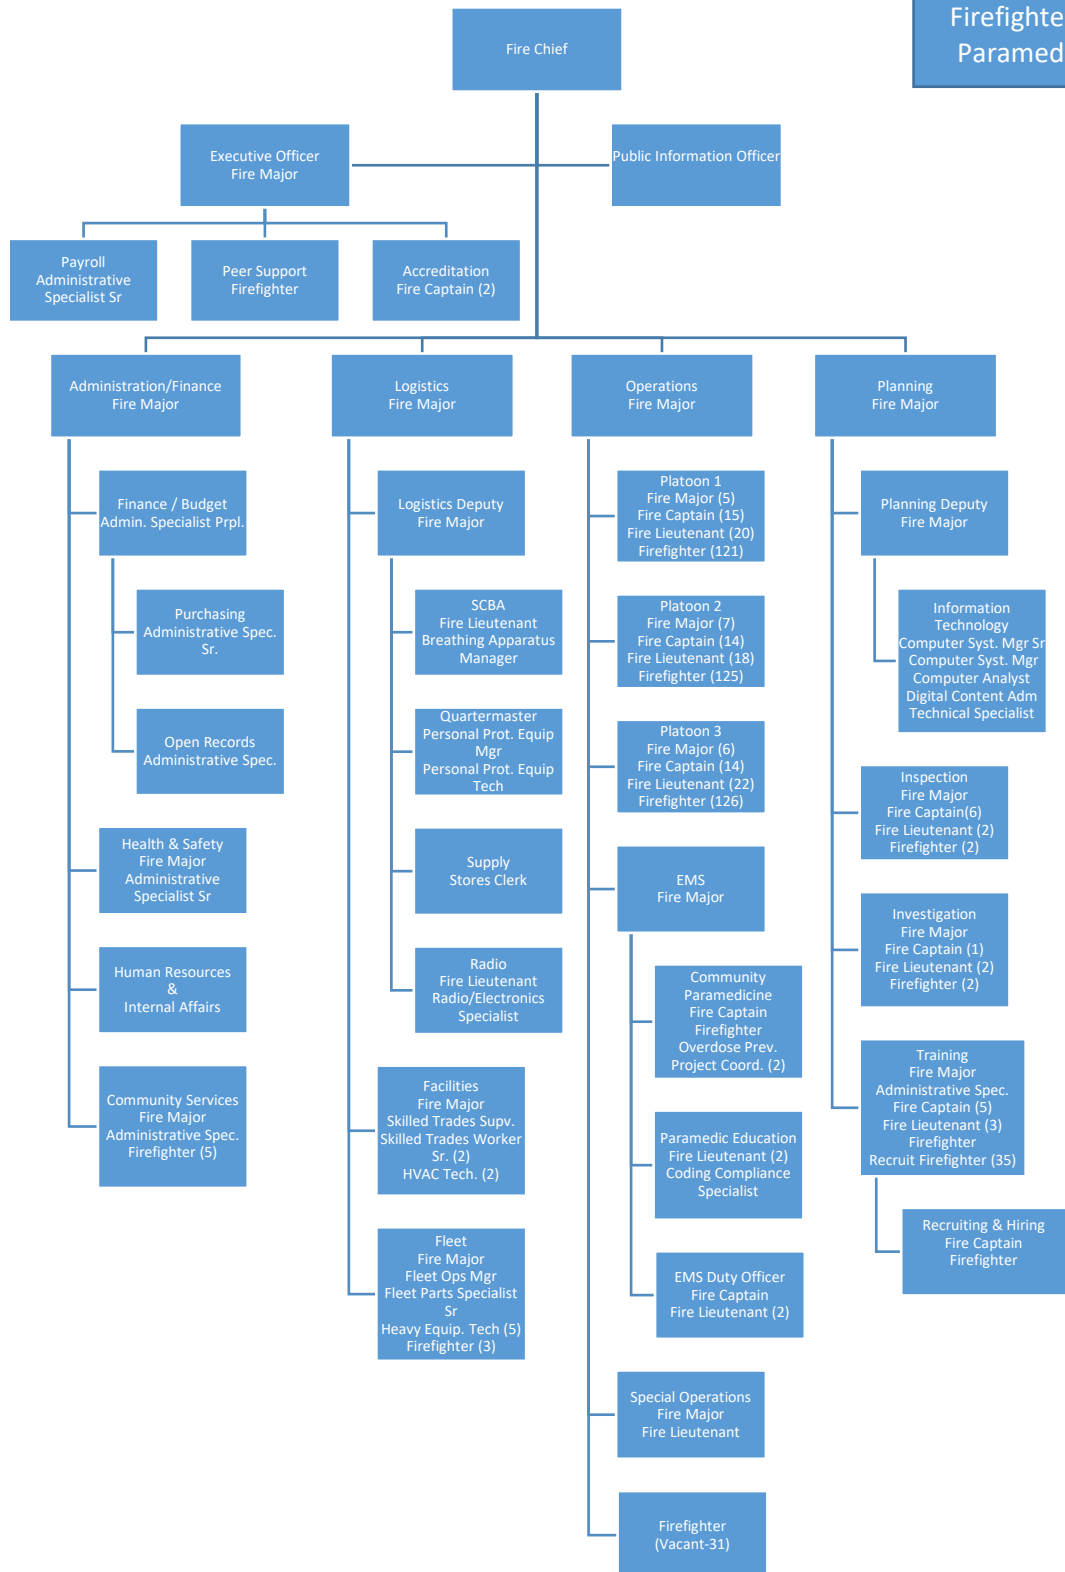 Fire Chief
Firefighte
Paramed
Executive Officer
Fire Major
Public Information Officer
Payroll
Administrative
Specialist Sr
Peer Support
Firefighter
Accreditation
Fire Captain (2)
Administration/Finance
Fire Major
Logistics
Fire Major
Operations
Fire Major
Planning
Fire Major
Finance / Budget
Admin. Specialist Prpl.
Purchasing
Administrative Spec.
Sr.
Open Records
Administrative Spec.
Health & Safety
Fire Major
Administrative
Specialist Sr
Human Resources
&
Internal Affairs
Community Services
Fire Major
Administrative Spec.
Firefighter (5)
Logistics Deputy
Fire Major
SCBA
Fire Lieutenant
Breathing Apparatus
Manager
Quartermaster
Personal Prot. Equip
Mgr
Personal Prot. Equip
Tech
Supply
Stores Clerk
Radio
Fire Lieutenant
Radio/Electronics
Specialist
Facilities
Fire Major
Skilled Trades Supv.
Skilled Trades Worker
Sr. (2)
HVAC Tech. (2)
Fleet
Fire Major
Fleet Ops Mgr
Fleet Parts Specialist
Sr
Heavy Equip. Tech (5)
Firefighter (3)
Platoon 1
Fire Major (5)
Fire Captain (15)
Fire Lieutenant (20)
Firefighter (121)
Platoon 2
Fire Major (7)
Fire Captain (14)
Fire Lieutenant (18)
Firefighter (125)
Platoon 3
Fire Major (6)
Fire Captain (14)
Fire Lieutenant (22)
Firefighter (126)
EMS
Fire Major
Community
Paramedicine
Fire Captain
Firefighter
Overdose Prev.
Project Coord. (2)
Paramedic Education
Fire Lieutenant (2)
Coding Compliance
Specialist
EMS Duty Officer
Fire Captain
Fire Lieutenant (2)
Special Operations
Fire Major
Fire Lieutenant
Firefighter
(Vacant-31)
Planning Deputy
Fire Major
Information
Technology
Computer Syst. Mgr Sr
Computer Syst. Mgr
Computer Analyst
Digital Content Adm
Technical Specialist
Inspection
Fire Major
Fire Captain(6)
Fire Lieutenant (2)
Firefighter (2)
Investigation
Fire Major
Fire Captain (1)
Fire Lieutenant (2)
Firefighter (2)
Training
Fire Major
Administrative Spec.
Fire Captain (5)
Fire Lieutenant (3)
Firefighter
Recruit Firefighter (35)
Recruiting & Hiring
Fire Captain
Firefighter